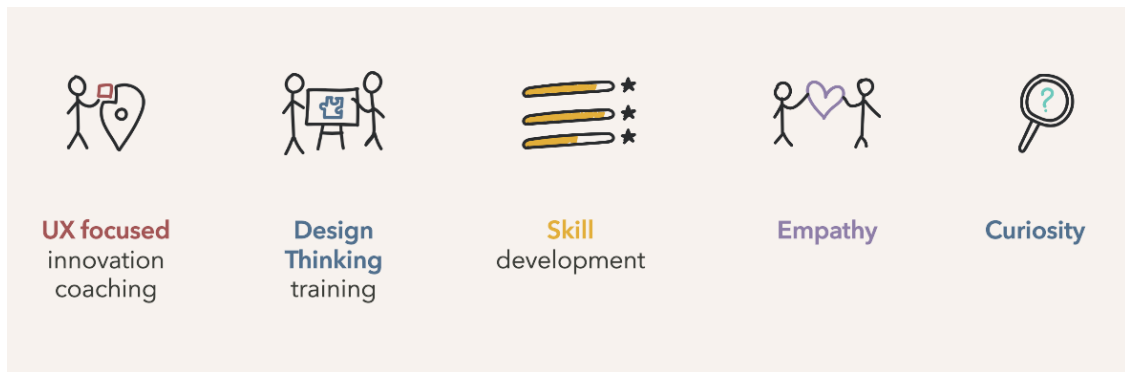 UX focused
innovation
coaching
Design
Thinking
training
Skill
development
Empathy
Curiosity
?